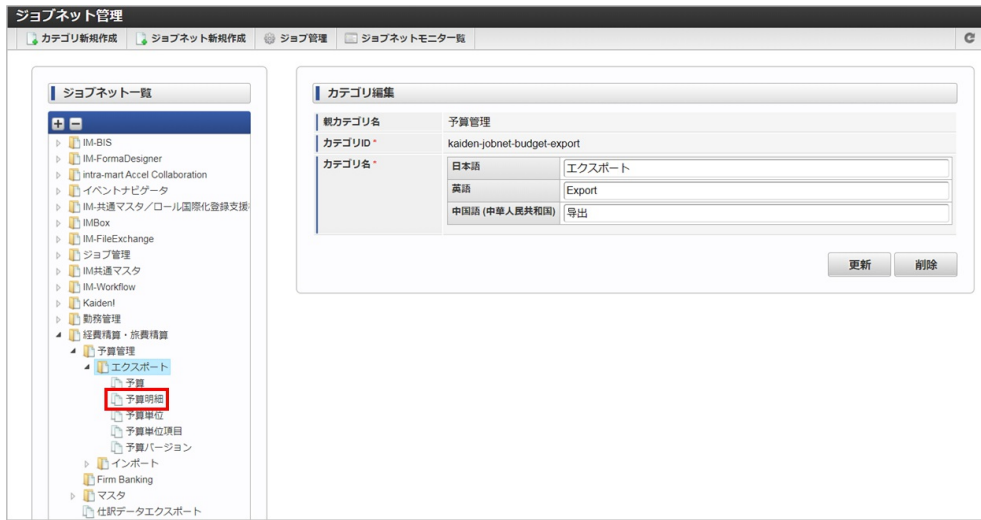 ジョブネット管理
カテゴリ新規作成 ジョブネット新規作成 ジョブ管理 ジョブネットモニター覧
ジョブネット一覧
IM-BIS
IM-FormaDesigner
intra-mart Accel Collaboration
イベントナビゲータ
IM-共通マスタ／ロール国際化登録支援
IMBox
IM-FileExchange
ジョブ管理
IM共通マスタ
IM-Workflow
Kaiden!
勤務管理
経費精算・旅費精算
予算管理
エクスポート
予算
予算明細
予算単位
予算単位項目
予算バージョン
インポート
Firm Banking
マスタ
仕訳データエクスポート
カテゴリ編集
親カテゴリ名 予算管理
カテゴリID * kaiden-jobnet-budget-export
カテゴリ名 * 日本語 エクスポート
英語 Export
中国語 (中華人民共和国) 导出
更新 削除